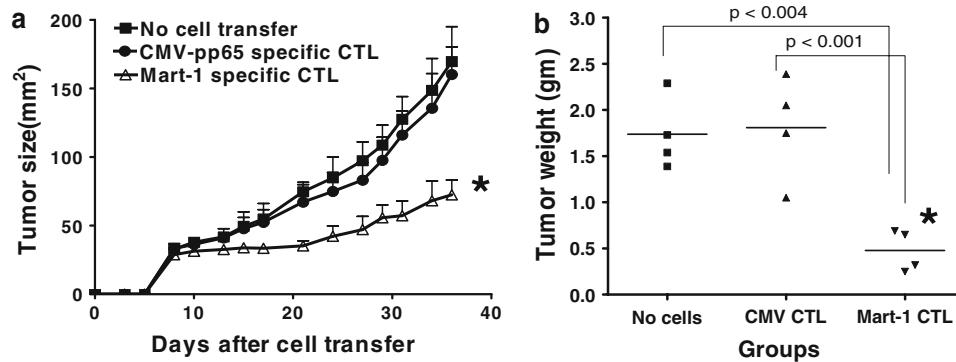 a
No cell transfer
CMV-pp65 specific CTL
Mart-1 specific CTL
Tumor size(mm²)
200
150
100
50
0
*
0 10 20 30 40
Days after cell transfer
b
p < 0.004
p < 0.001
Tumor weight (gm)
3.0
2.5
2.0
1.5
1.0
0.5
0.0
*
No cells CMV CTL Mart-1 CTL
Groups